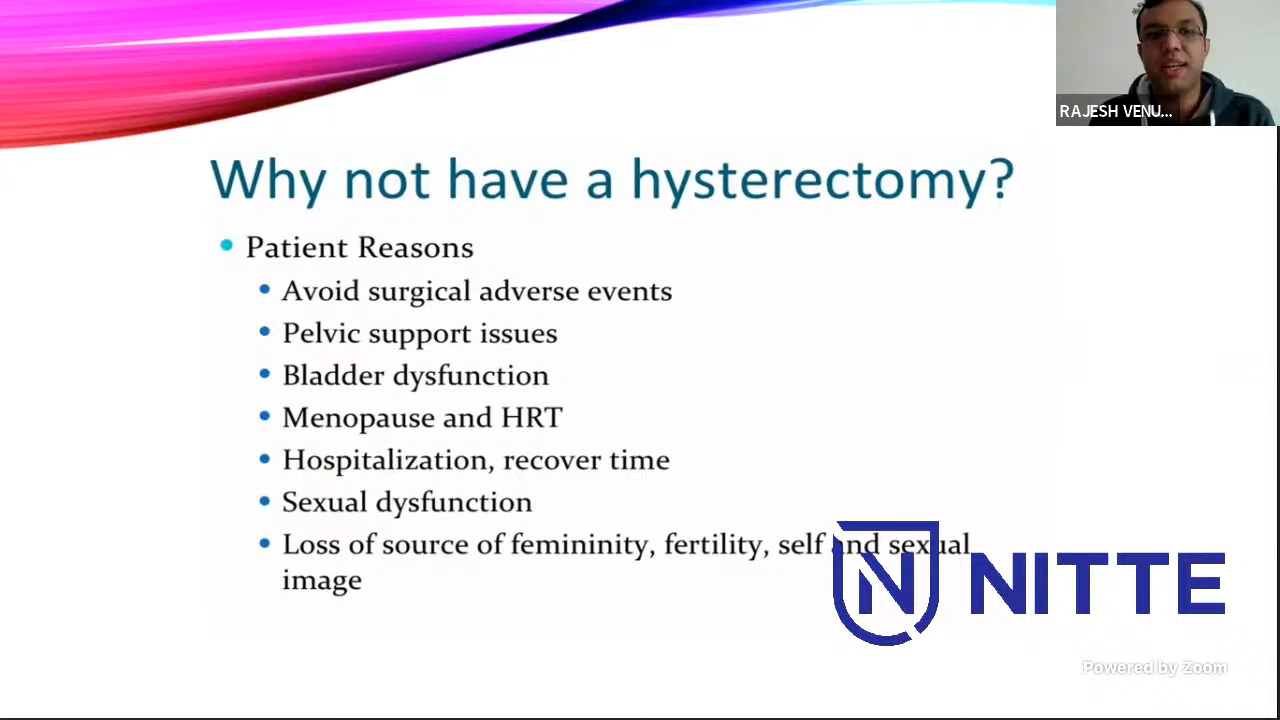 RAJESH VENU...
Why not have a hysterectomy?
Patient Reasons
Avoid surgical adverse events
Pelvic support issues
Bladder dysfunction
Menopause and HRT
Hospitalization, recover time
Sexual dysfunction
Loss of source of femininity, fertility, self and sexual
image
N NITTE
Powered by Zoom